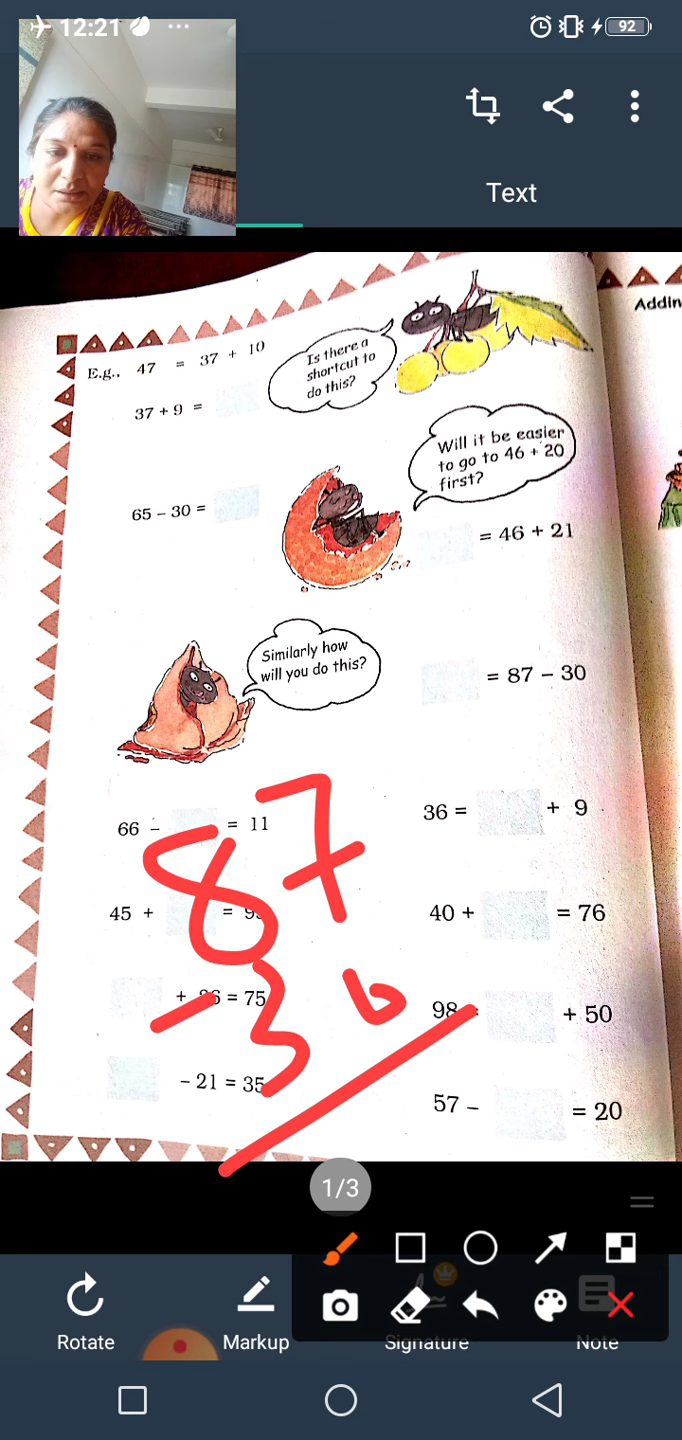 12:21
92
Text
Addin
E.g., 47 = 37 + 10
Is there a
shortcut to
do this?
37 + 9 =
Will it be easier
to go to 46 + 20
first?
65 – 30 =
= 46 + 21
Similarly how
will you do this?
= 87 – 30
66 – = 11
36 = + 9
45 + = 9
40 + = 76
+ = 75
98 = + 50
– 21 = 35
57 – = 20
87
– 30
1/3
Rotate
Markup
Signature
Note